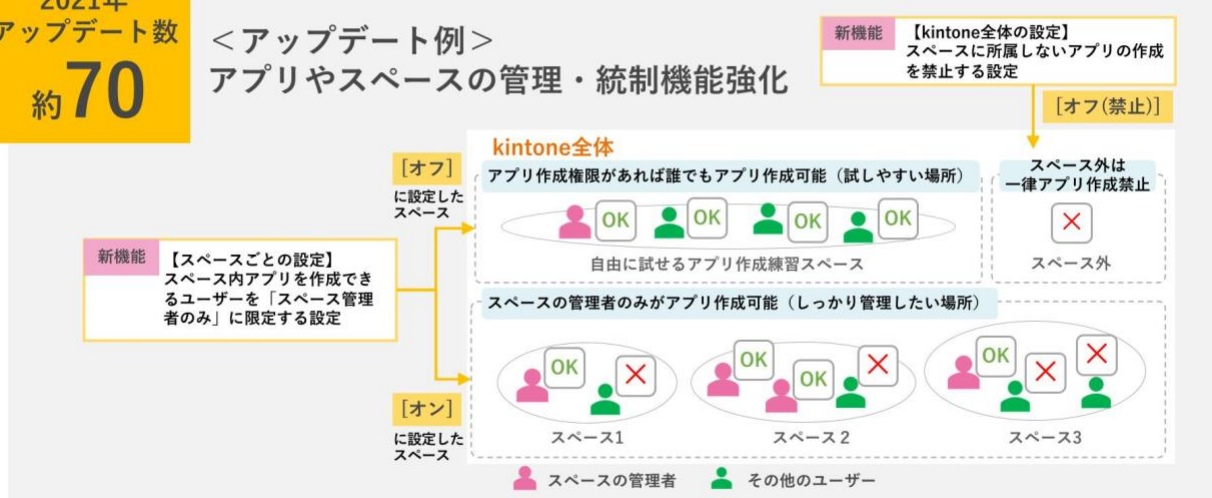 2021年
アップデート数
約70
＜アップデート例＞
アプリやスペースの管理・統制機能強化
新機能
【kintone全体の設定】
スペースに所属しないアプリの作成
を禁止する設定
[オフ(禁止)]
kintone全体
[オフ]
に設定した
スペース
アプリ作成権限があれば誰でもアプリ作成可能（試しやすい場所）
OK
OK
OK
OK
自由に試せるアプリ作成練習スペース
スペース外は
一律アプリ作成禁止
スペース外
新機能
【スペースごとの設定】
スペース内アプリを作成でき
るユーザーを「スペース管理
者のみ」に限定する設定
スペースの管理者のみがアプリ作成可能（しっかり管理したい場所）
OK
OK
OK
OK
[オン]
に設定した
スペース
スペース1
スペース２
スペース3
スペースの管理者
その他のユーザー